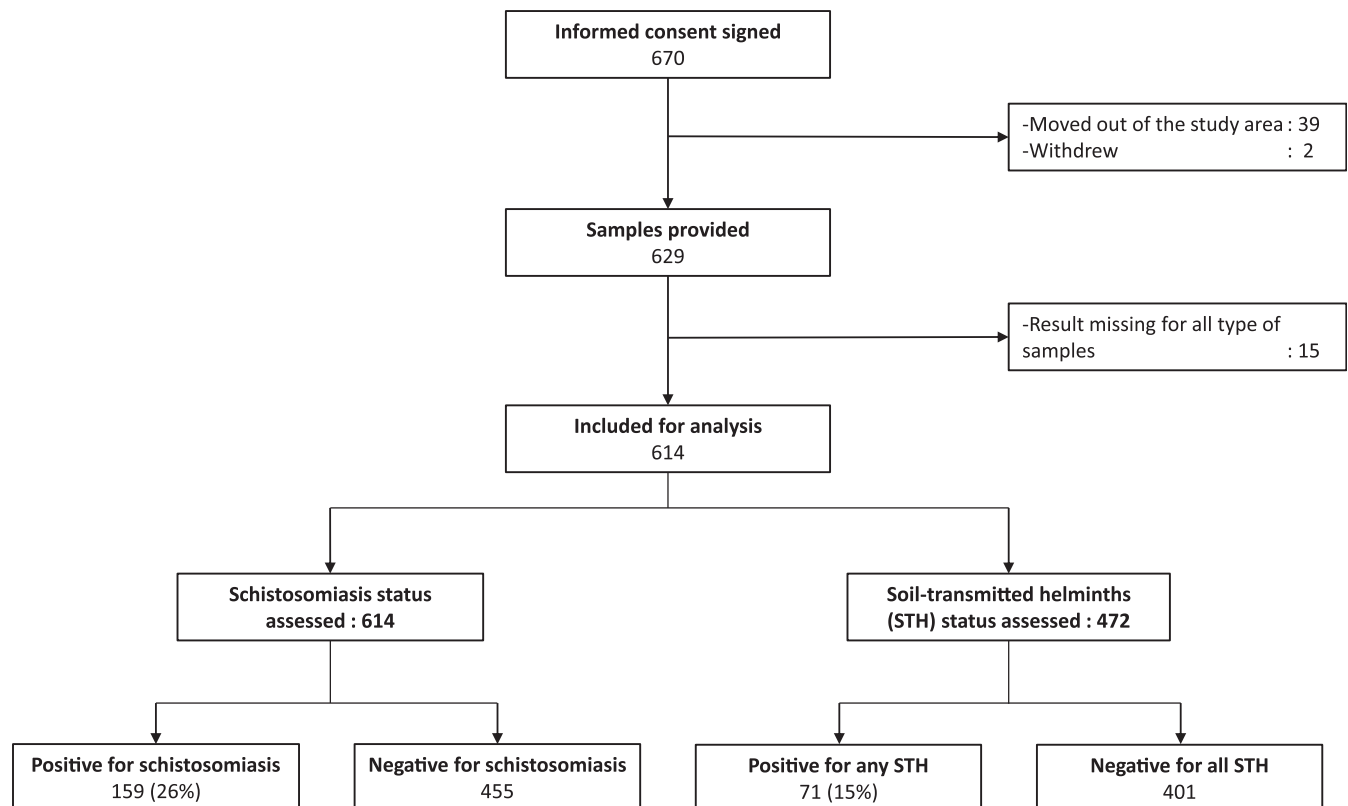 Informed consent signed
670
-Moved out of the study area : 39
-Withdrew : 2
Samples provided
629
-Result missing for all type of
samples : 15
Included for analysis
614
Schistosomiasis status
assessed : 614
Soil-transmitted helminths
(STH) status assessed : 472
Positive for schistosomiasis
159 (26%)
Negative for schistosomiasis
455
Positive for any STH
71 (15%)
Negative for all STH
401